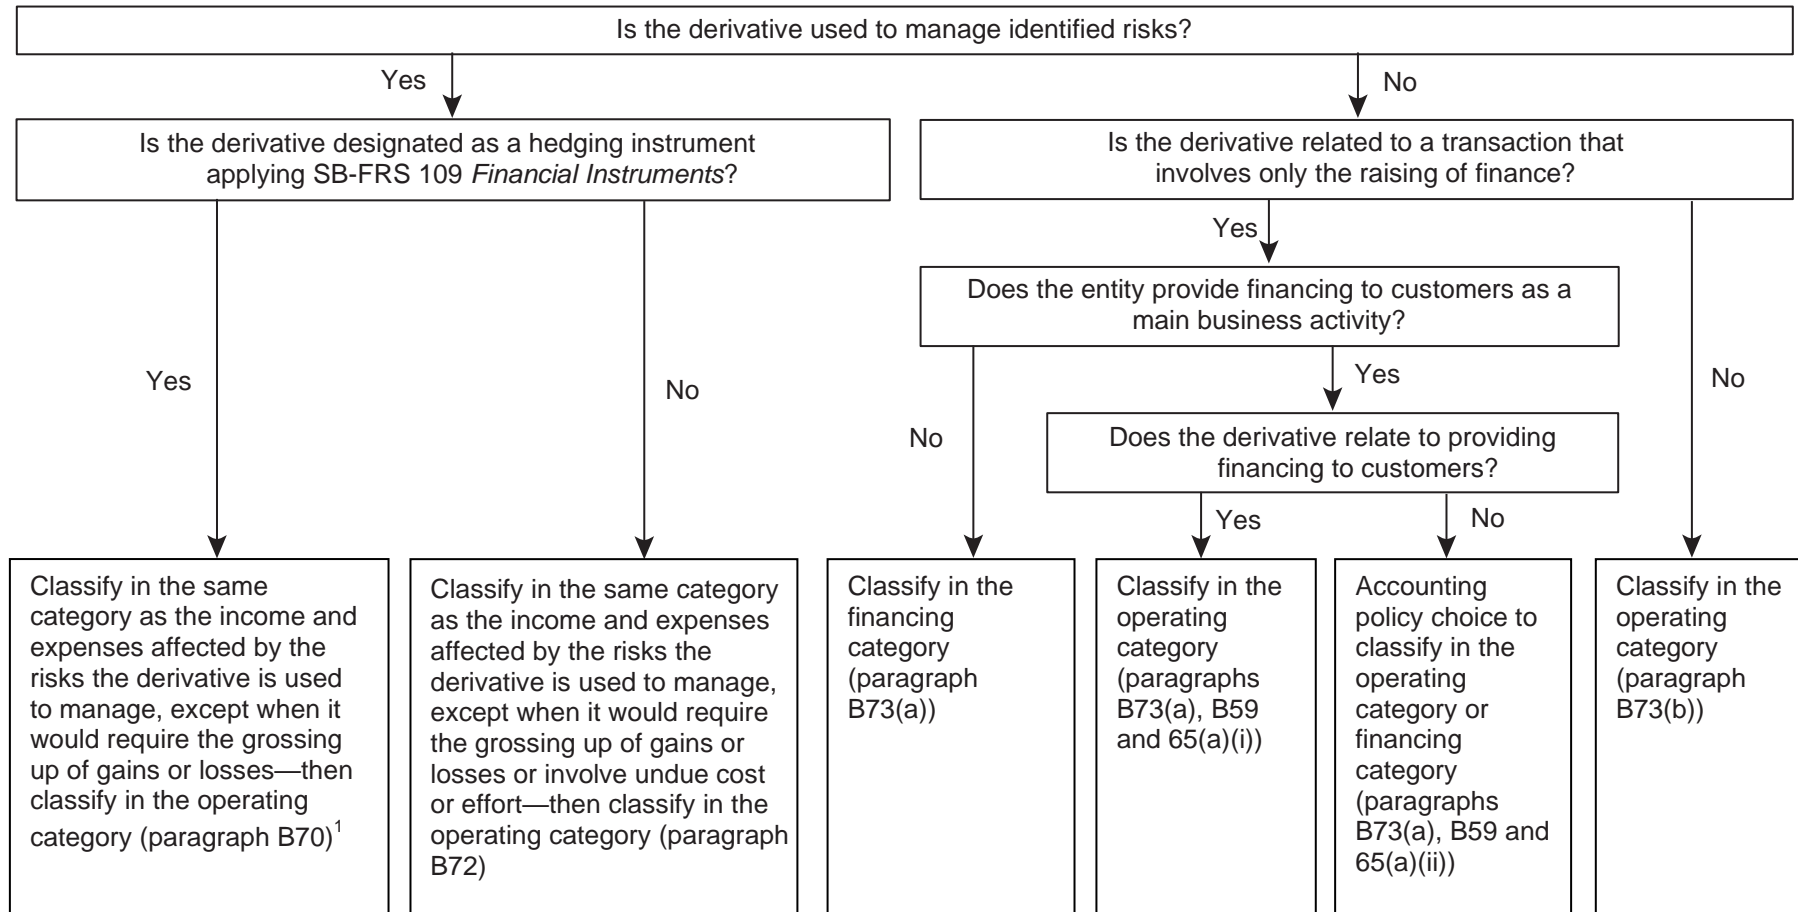 Is the derivative used to manage identified risks?
Yes
No
Is the derivative designated as a hedging instrument
applying SB-FRS 109 Financial Instruments?
Is the derivative related to a transaction that
involves only the raising of finance?
Yes
Does the entity provide financing to customers as a
main business activity?
Yes
No
No
Yes
No
Does the derivative relate to providing
financing to customers?
Yes
No
Classify in the same
category as the income and
expenses affected by the
risks the derivative is used
to manage, except when it
would require the grossing
up of gains or losses—then
classify in the operating
category (paragraph B70)1
Classify in the same category
as the income and expenses
affected by the risks the
derivative is used to manage,
except when it would require
the grossing up of gains or
losses or involve undue cost
or effort—then classify in the
operating category (paragraph
B72)
Classify in the
financing
category
(paragraph
B73(a))
Classify in the
operating
category
(paragraphs
B73(a), B59
and 65(a)(i))
Accounting
policy choice to
classify in the
operating
category or
financing
category
(paragraphs
B73(a), B59 and
65(a)(ii))
Classify in the
operating
category
(paragraph
B73(b))